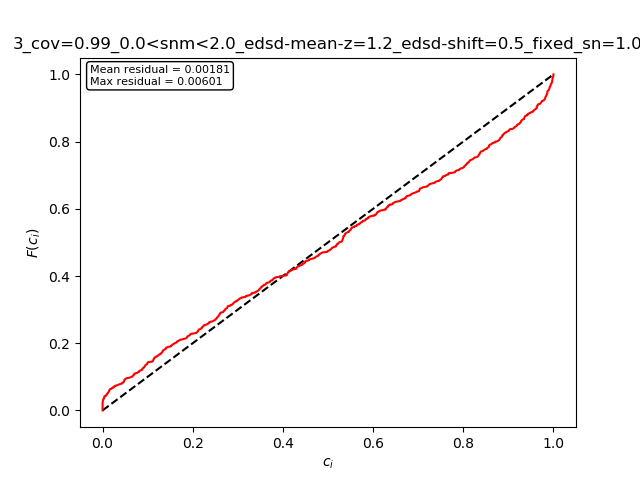 3_cov=0.99_0.0<snm<2.0_edsd-mean-z=1.2_edsd-shift=0.5_fixed_sn=1.0
Mean residual = 0.00181
Max residual = 0.00601
1.0
0.8
0.6
0.4
0.2
0.0
F(c_i)
0.0 0.2 0.4 0.6 0.8 1.0
c_i